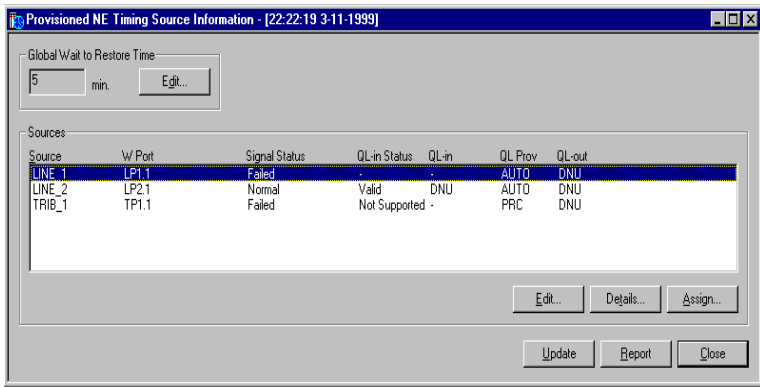 Provisioned NE Timing Source Information - [22:22:19 3-11-1999]
Global Wait to Restore Time
5 min. Edit...
Sources
Source W Port Signal Status QL-in Status QL-in QL Prov QL-out
LINE_1 LP1.1 Failed - - AUTO DNU
LINE_2 LP2.1 Normal Valid DNU AUTO DNU
TRIB_1 TP1.1 Failed Not Supported - PRC DNU
Edit... Details... Assign...
Update Report Close